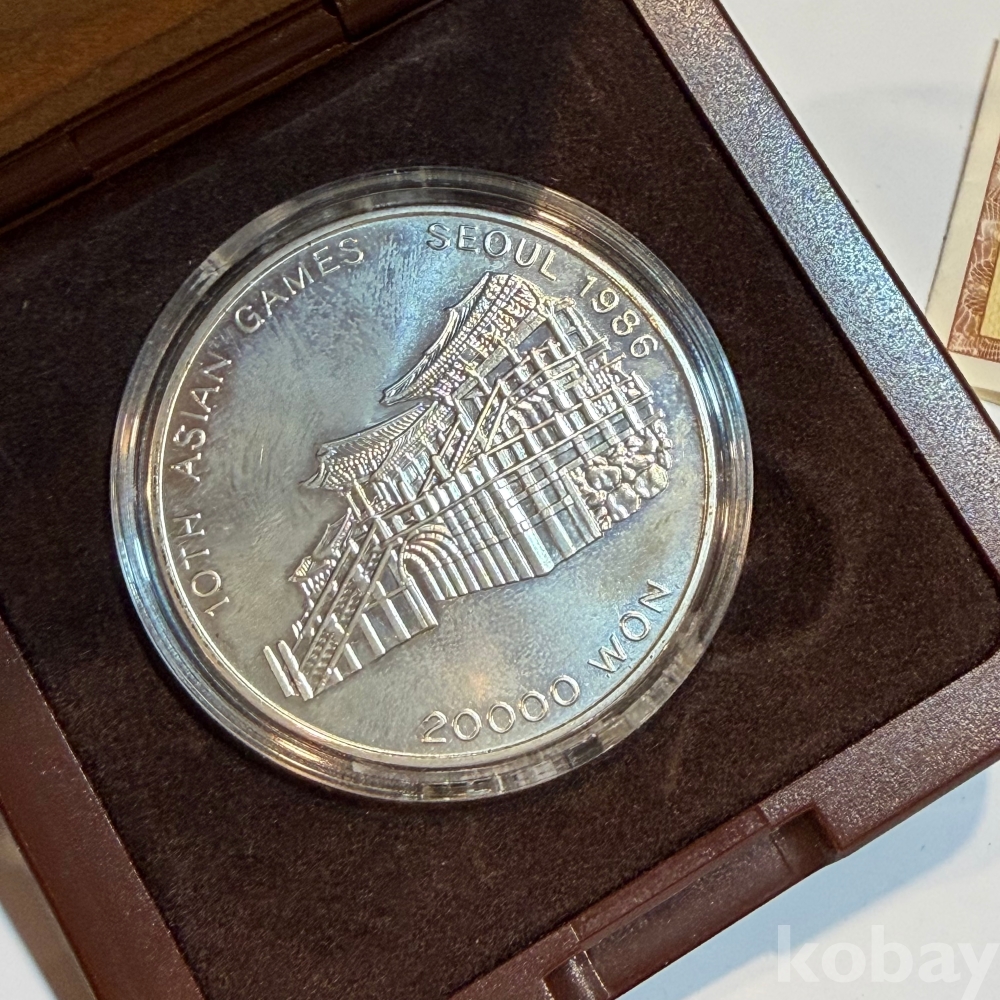 10TH ASIAN GAMES SEOUL 1986
20000 WON
kobay